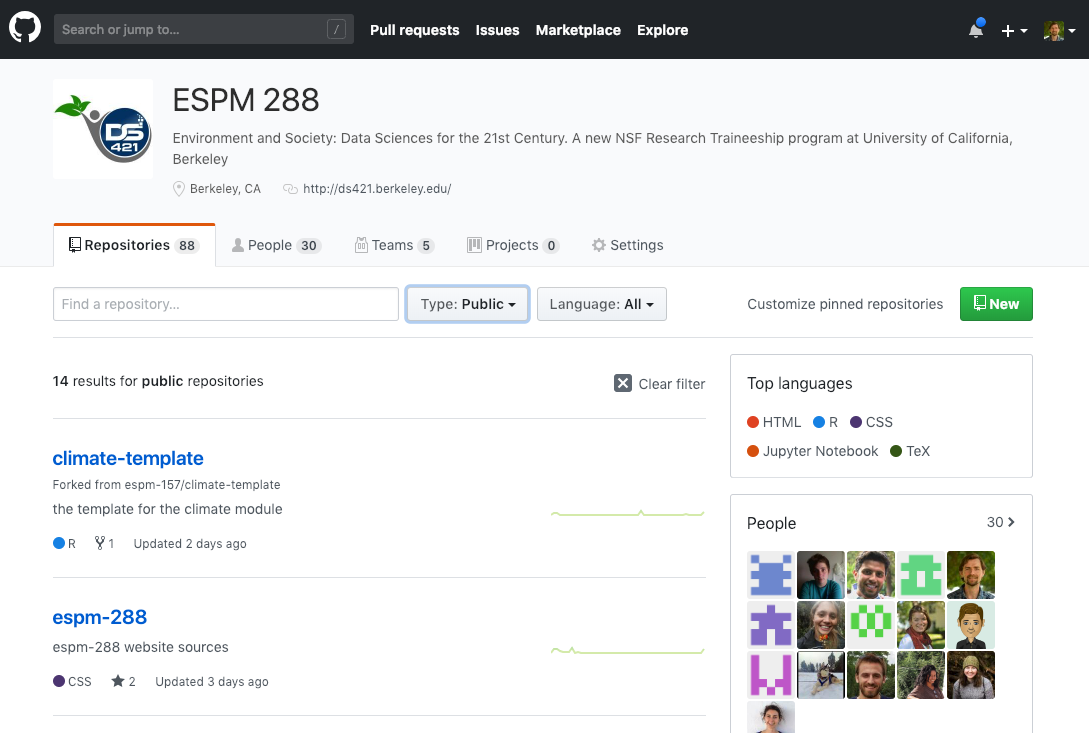 Search or jump to... /
Pull requests Issues Marketplace Explore
ESPM 288
DS
421
Environment and Society: Data Sciences for the 21st Century. A new NSF Research Traineeship program at University of California,
Berkeley
Berkeley, CA http://ds421.berkeley.edu/
Repositories 88 People 30 Teams 5 Projects 0 Settings
Find a repository... Type: Public Language: All Customize pinned repositories New
14 results for public repositories Clear filter
Top languages
HTML R CSS
Jupyter Notebook TeX
climate-template
Forked from espm-157/climate-template
the template for the climate module
R 1 Updated 2 days ago
People 30
espm-288
espm-288 website sources
CSS 2 Updated 3 days ago